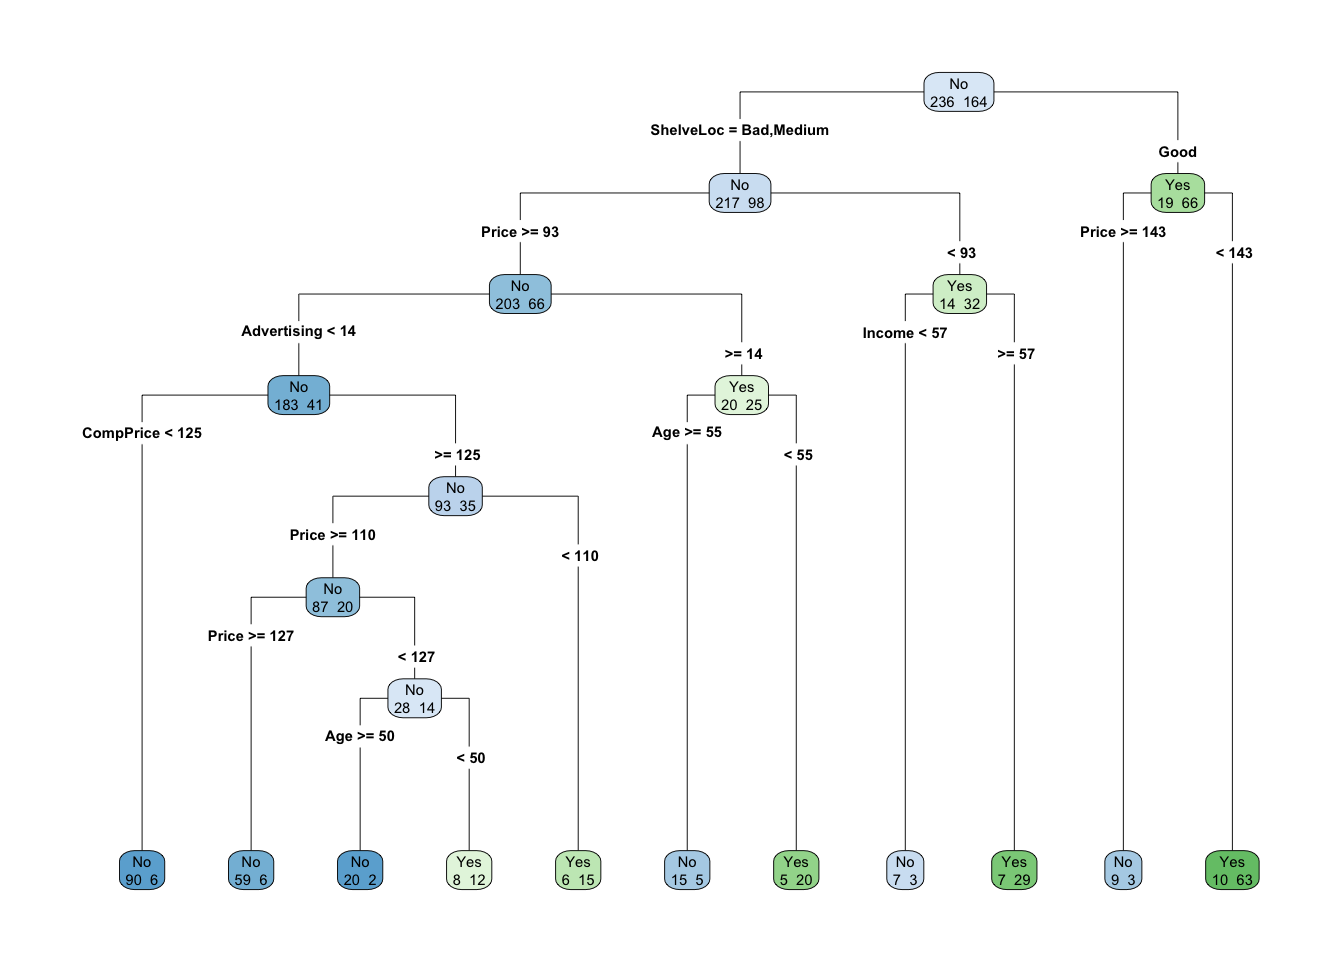 No
236 164
ShelveLoc = Bad,Medium
Good
No
217 98
Yes
19 66
Price >= 93
< 93
Price >= 143
< 143
No
203 66
Yes
14 32
Advertising < 14
>= 14
Income < 57
>= 57
No
183 41
Yes
20 25
CompPrice < 125
>= 125
Age >= 55
< 55
No
93 35
Price >= 110
< 110
No
87 20
Price >= 127
< 127
No
28 14
Age >= 50
< 50
No
90 6
No
59 6
No
20 2
Yes
8 12
Yes
6 15
No
15 5
Yes
5 20
No
7 3
Yes
7 29
No
9 3
Yes
10 63